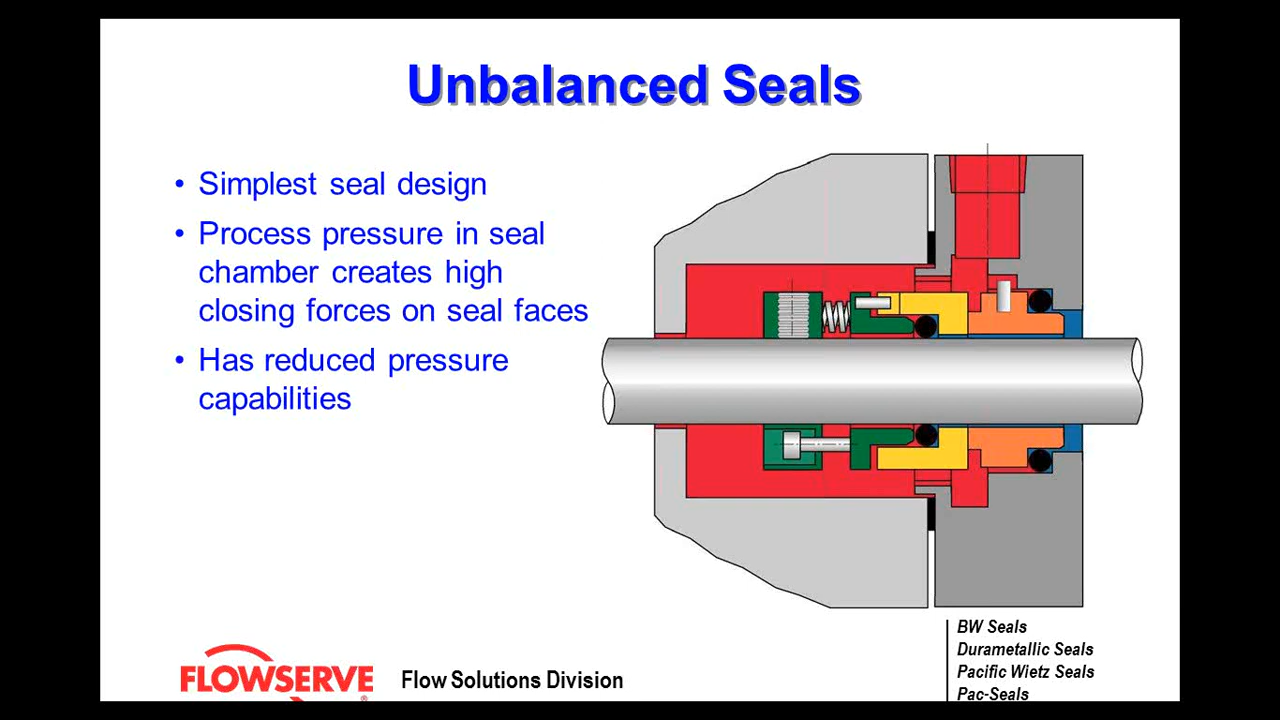 Unbalanced Seals
• Simplest seal design
• Process pressure in seal
chamber creates high
closing forces on seal faces
• Has reduced pressure
capabilities
FLOWSERVE
®
Flow Solutions Division
BW Seals
Durametallic Seals
Pacific Wietz Seals
Pac-Seals